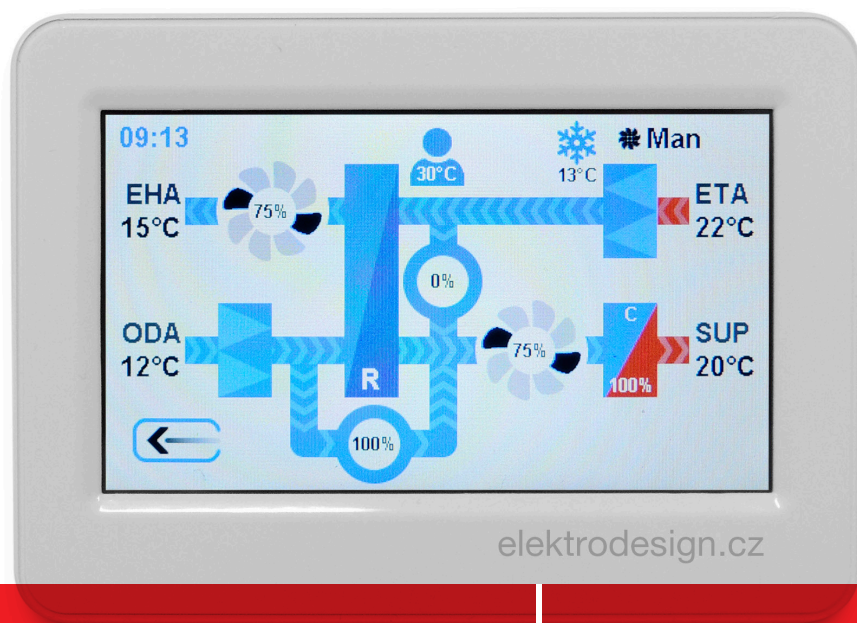 09:13
30°C
13°C
Man
EHA
15°C
75%
ETA
22°C
0%
ODA
12°C
R
75%
C
100%
SUP
20°C
100%
elektrodesign.cz